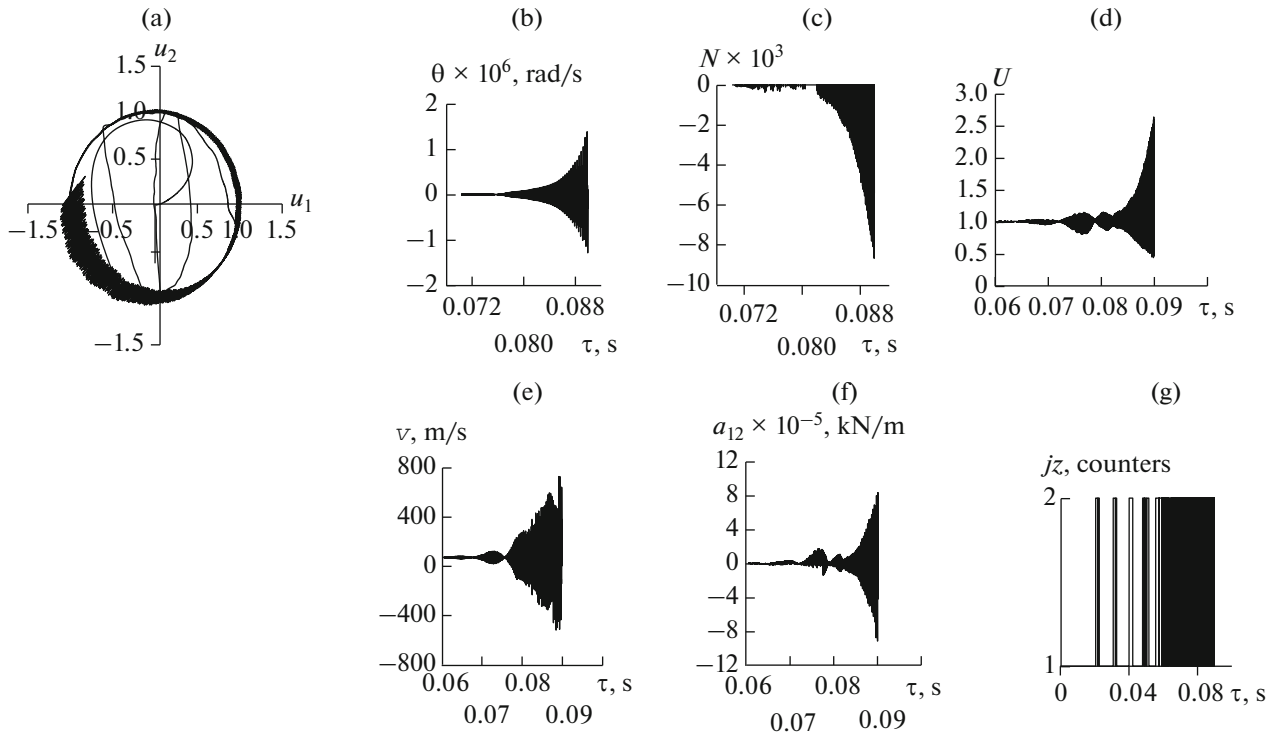 (a)
u2
1.5
1.0
0.5
u1
−1.5
−0.5
0.5
1.0
1.5
−1.5
(b)
θ × 10⁶, rad/s
2
1
0
−1
−2
0.072
0.088
0.080
τ, s
(c)
N × 10³
0
−2
−4
−6
−8
−10
0.072
0.088
0.080
τ, s
(d)
U
3.0
2.5
2.0
1.5
1.0
0.5
0
0.06
0.07
0.08
0.09
τ, s
(e)
v, m/s
800
400
0
−400
−800
0.06
0.08
τ, s
0.07
0.09
(f)
a12 × 10⁻⁵, kN/m
12
8
4
0
−4
−8
−12
0.06
0.08
τ, s
0.07
0.09
(g)
jz, counters
2
1
0
0.04
0.08
τ, s